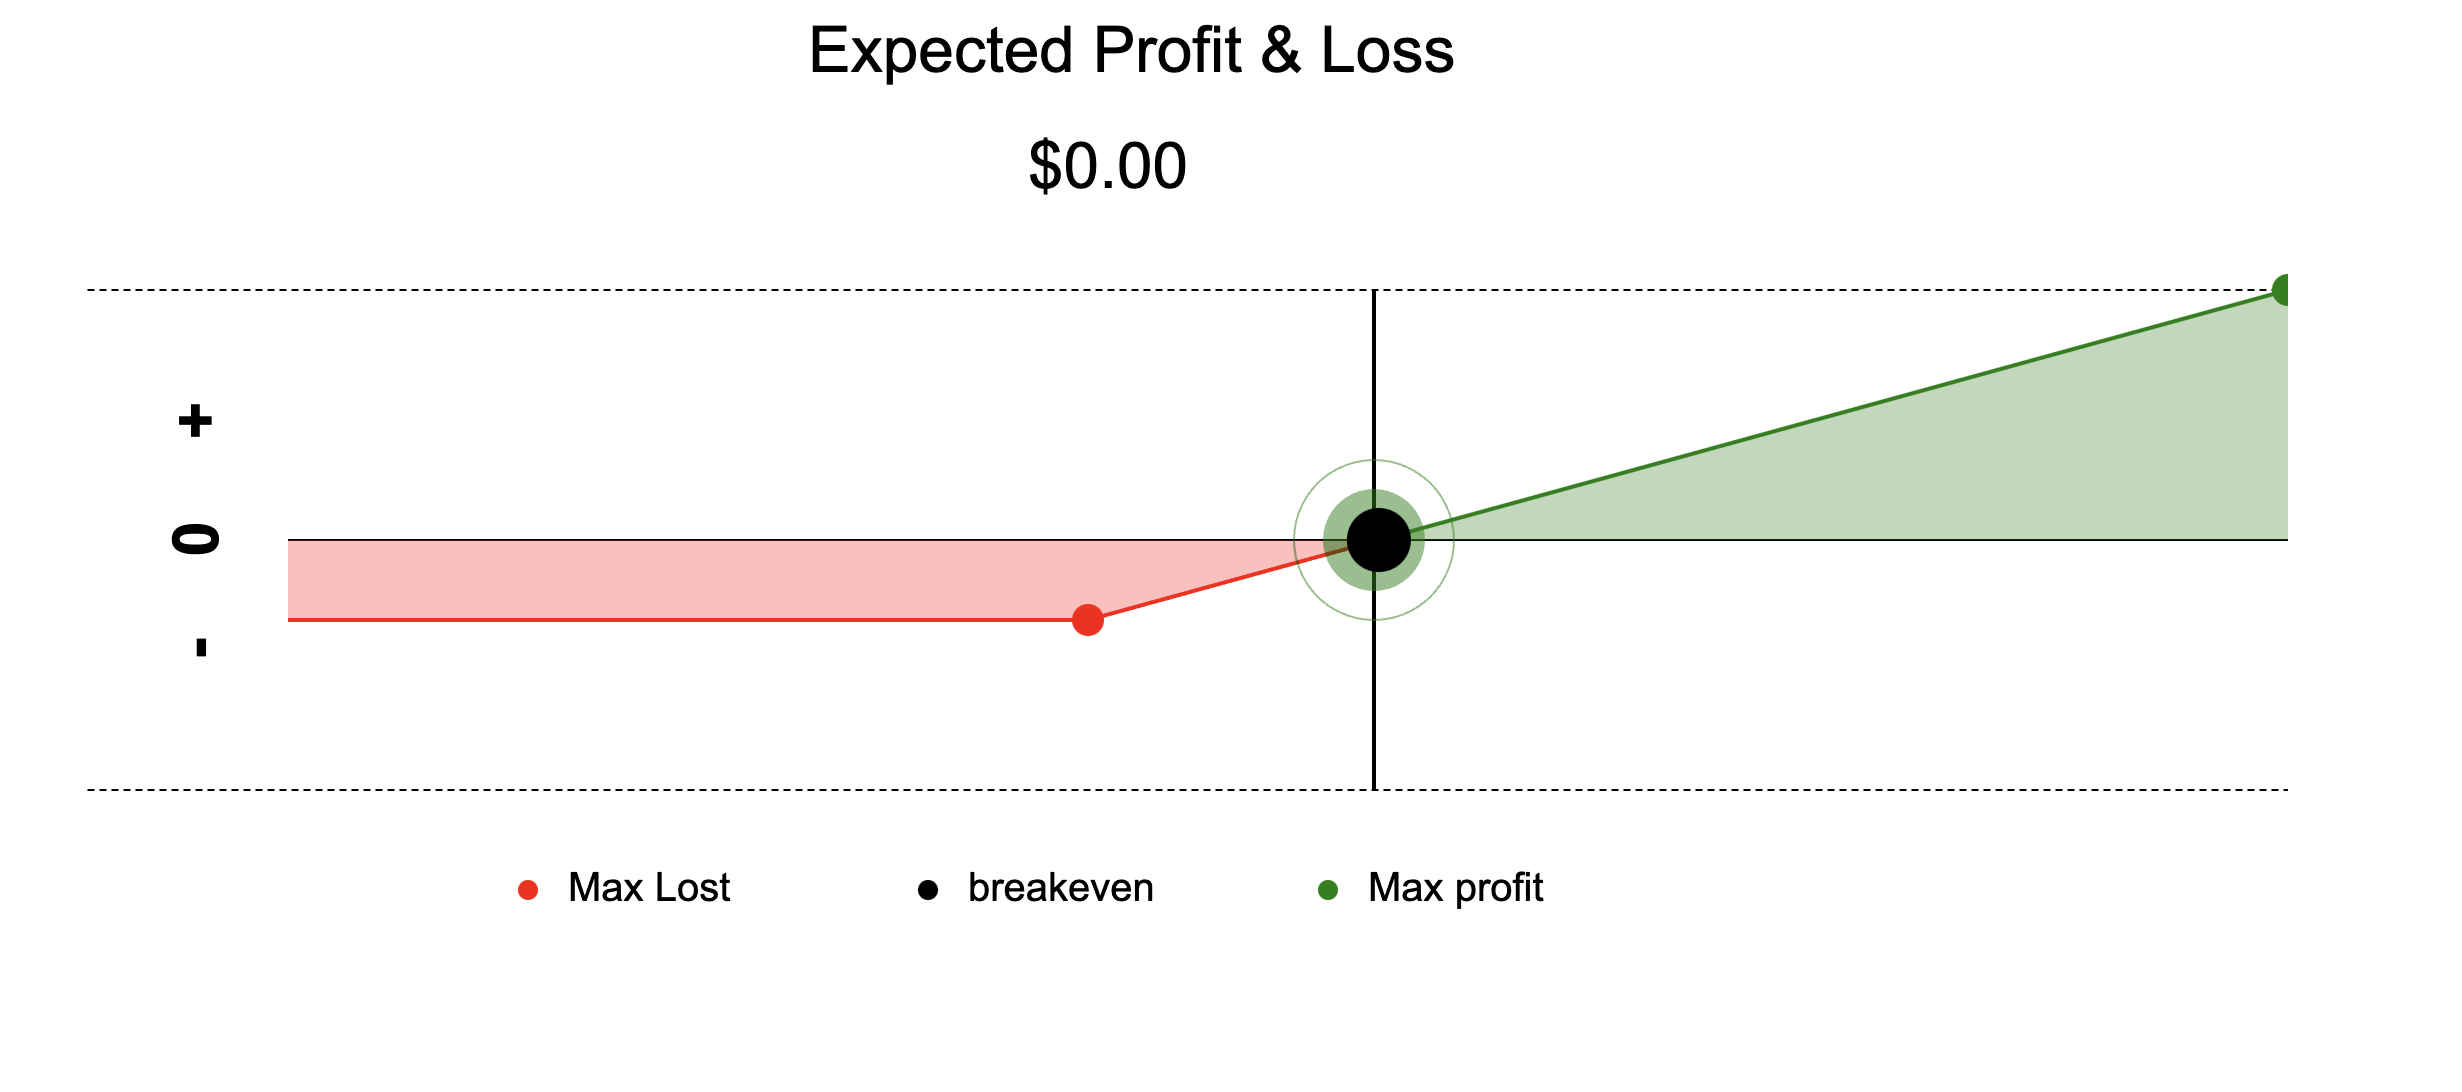 Expected Profit & Loss
$0.00
+
0
-
Max Lost
breakeven
Max profit